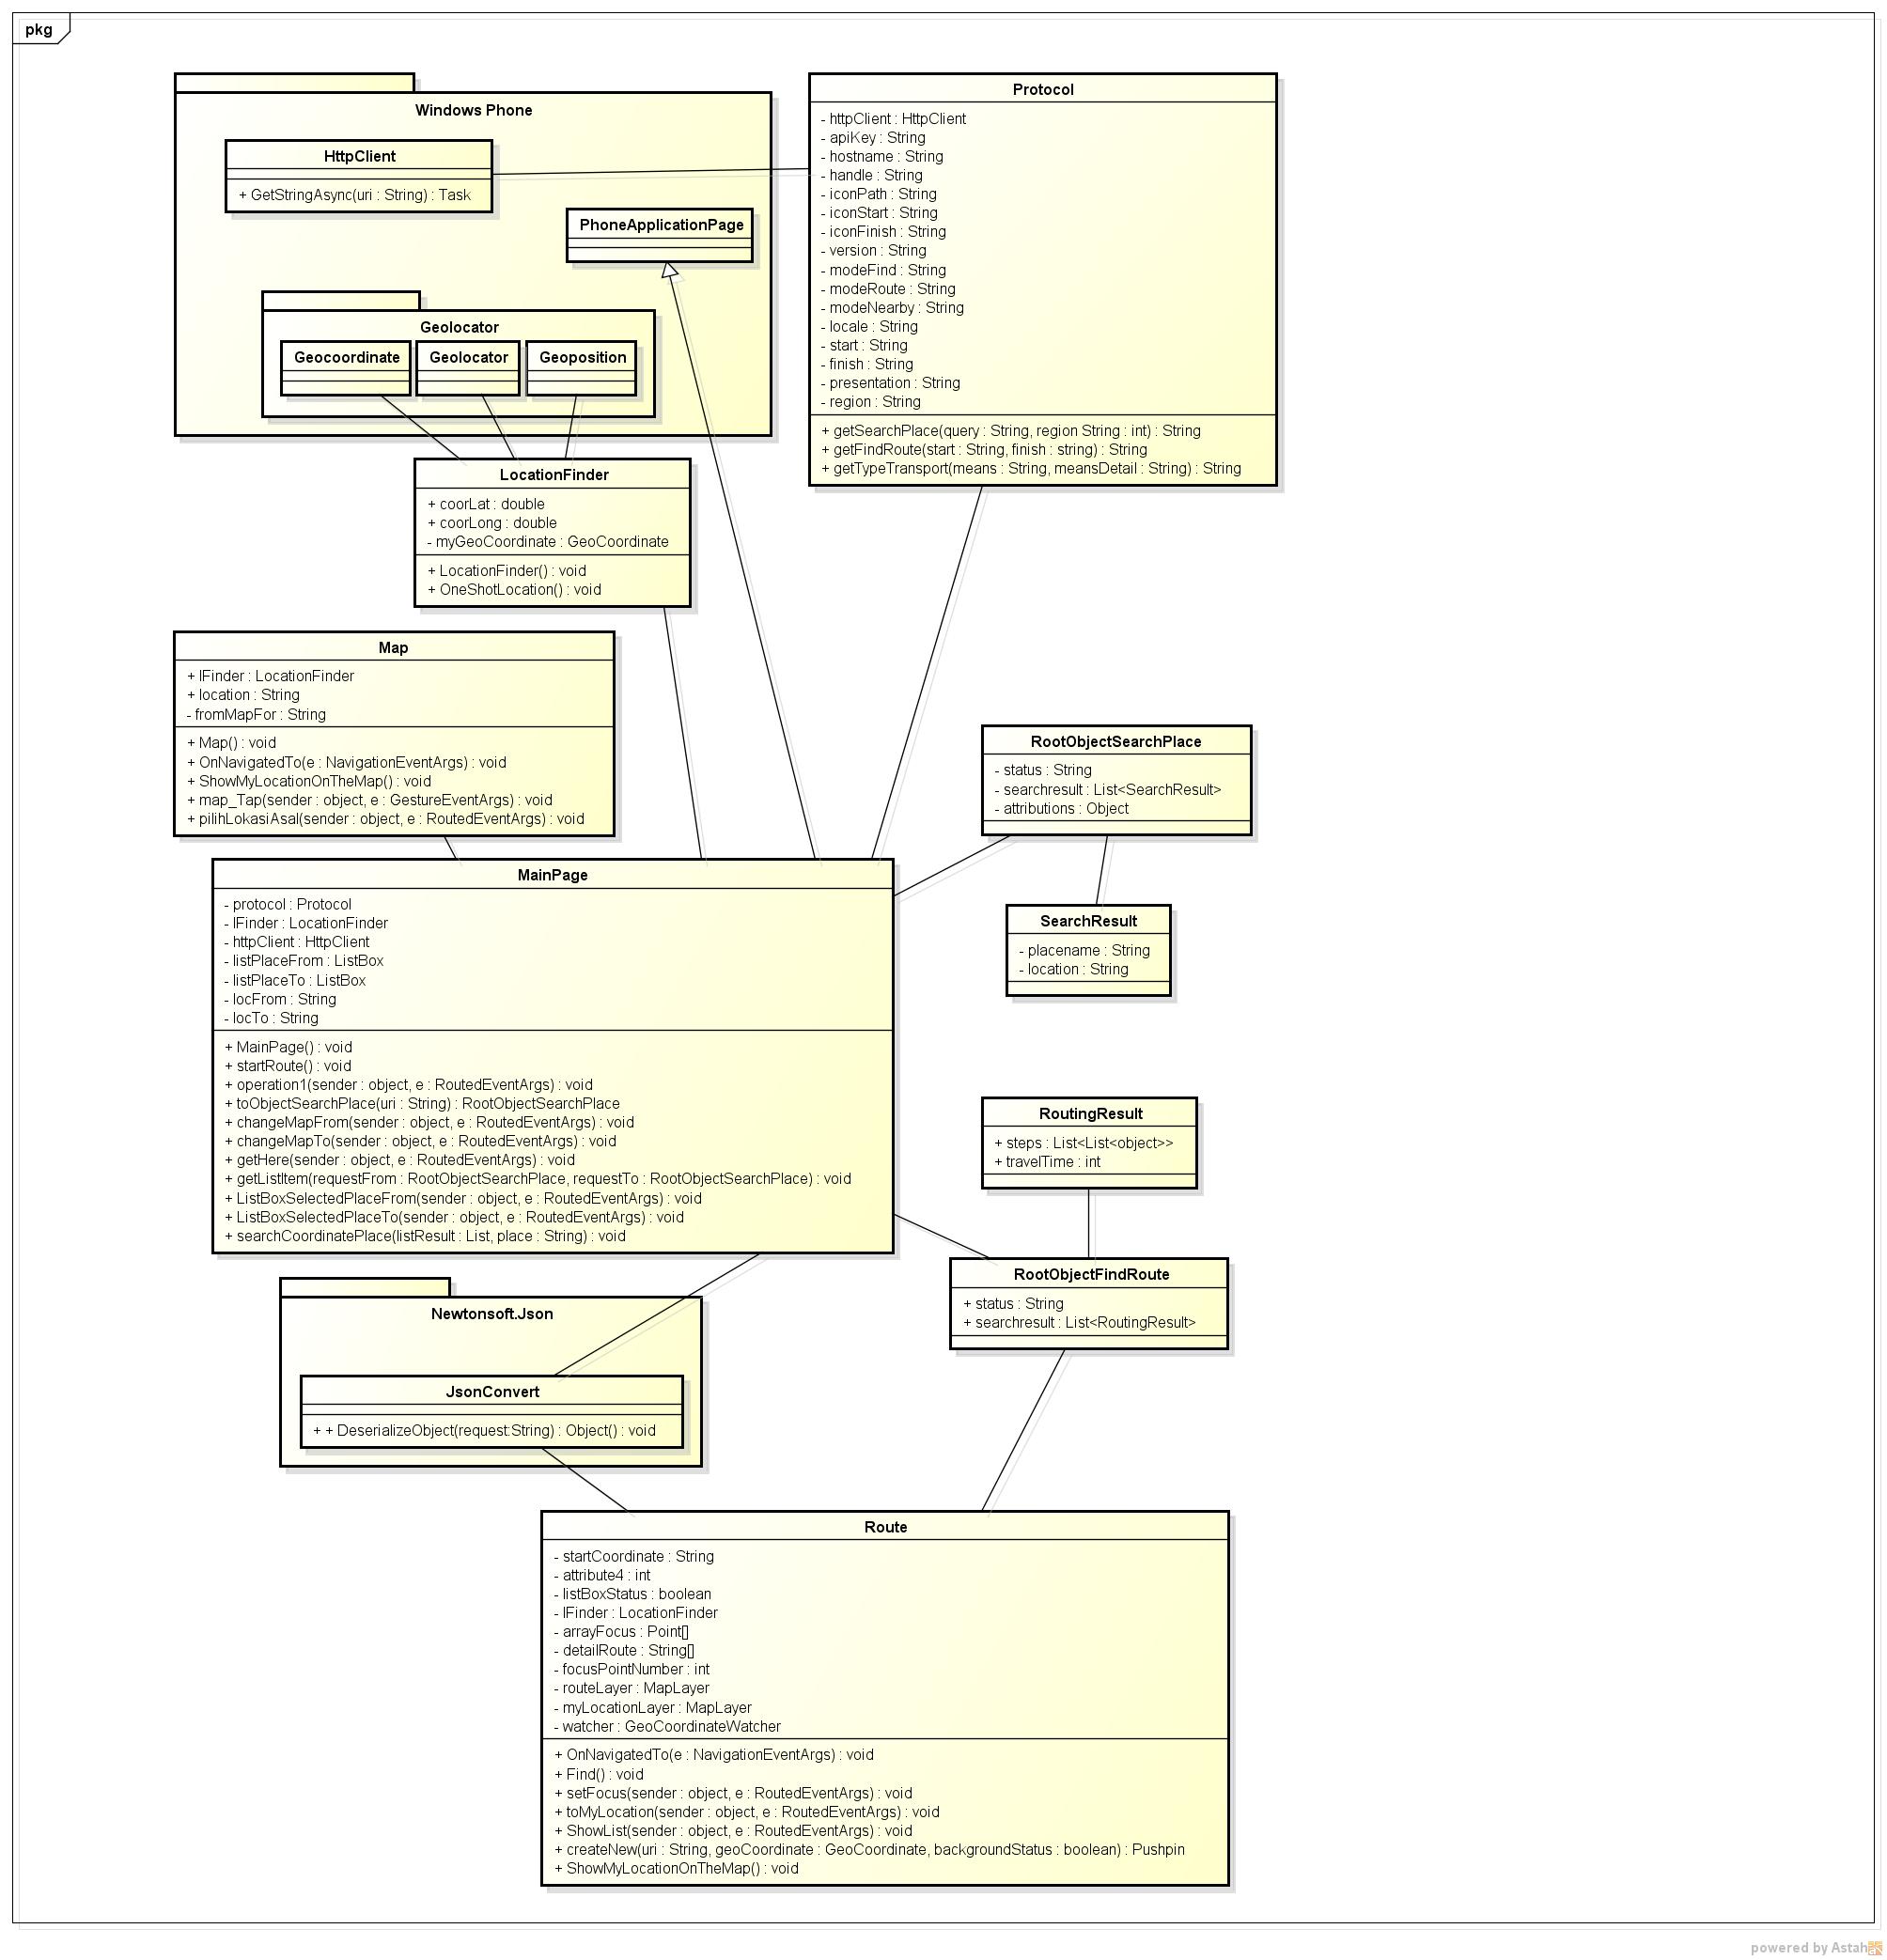 pkg
Windows Phone
HttpClient
+ GetStringAsync(uri : String) : Task
PhoneApplicationPage
Geolocator
Geocoordinate
Geolocator
Geoposition
Protocol
- httpClient : HttpClient
- apiKey : String
- hostname : String
- handle : String
- iconPath : String
- iconStart : String
- iconFinish : String
- version : String
- modeFind : String
- modeRoute : String
- modeNearby : String
- locale : String
- start : String
- finish : String
- presentation : String
- region : String
+ getSearchPlace(query : String, region String : int) : String
+ getFindRoute(start : String, finish : string) : String
+ getTypeTransport(means : String, meansDetail : String) : String
LocationFinder
+ coorLat : double
+ coorLong : double
- myGeoCoordinate : GeoCoordinate
+ LocationFinder() : void
+ OneShotLocation() : void
Map
+ lFinder : LocationFinder
+ location : String
- fromMapFor : String
+ Map() : void
+ OnNavigatedTo(e : NavigationEventArgs) : void
+ ShowMyLocationOnTheMap() : void
+ map_Tap(sender : object, e : GestureEventArgs) : void
+ pilihLokasiAsal(sender : object, e : RoutedEventArgs) : void
RootObjectSearchPlace
- status : String
- searchresult : List<SearchResult>
- attributions : Object
SearchResult
- placename : String
- location : String
MainPage
- protocol : Protocol
- lFinder : LocationFinder
- httpClient : HttpClient
- listPlaceFrom : ListBox
- listPlaceTo : ListBox
- locFrom : String
- locTo : String
+ MainPage() : void
+ startRoute() : void
+ operation1(sender : object, e : RoutedEventArgs) : void
+ toObjectSearchPlace(uri : String) : RootObjectSearchPlace
+ changeMapFrom(sender : object, e : RoutedEventArgs) : void
+ changeMapTo(sender : object, e : RoutedEventArgs) : void
+ getHere(sender : object, e : RoutedEventArgs) : void
+ getListItem(requestFrom : RootObjectSearchPlace, requestTo : RootObjectSearchPlace) : void
+ ListBoxSelectedPlaceFrom(sender : object, e : RoutedEventArgs) : void
+ ListBoxSelectedPlaceTo(sender : object, e : RoutedEventArgs) : void
+ searchCoordinatePlace(listResult : List, place : String) : void
RoutingResult
+ steps : List<List<object>>
+ travelTime : int
RootObjectFindRoute
+ status : String
+ searchresult : List<RoutingResult>
Newtonsoft.Json
JsonConvert
+ + DeserializeObject(request:String) : Object() : void
Route
- startCoordinate : String
- attribute4 : int
- listBoxStatus : boolean
- lFinder : LocationFinder
- arrayFocus : Point[]
- detailRoute : String[]
- focusPointNumber : int
- routeLayer : MapLayer
- myLocationLayer : MapLayer
- watcher : GeoCoordinateWatcher
+ OnNavigatedTo(e : NavigationEventArgs) : void
+ Find() : void
+ setFocus(sender : object, e : RoutedEventArgs) : void
+ toMyLocation(sender : object, e : RoutedEventArgs) : void
+ ShowList(sender : object, e : RoutedEventArgs) : void
+ createNew(uri : String, geoCoordinate : GeoCoordinate, backgroundStatus : boolean) : Pushpin
+ ShowMyLocationOnTheMap() : void
powered by Astah